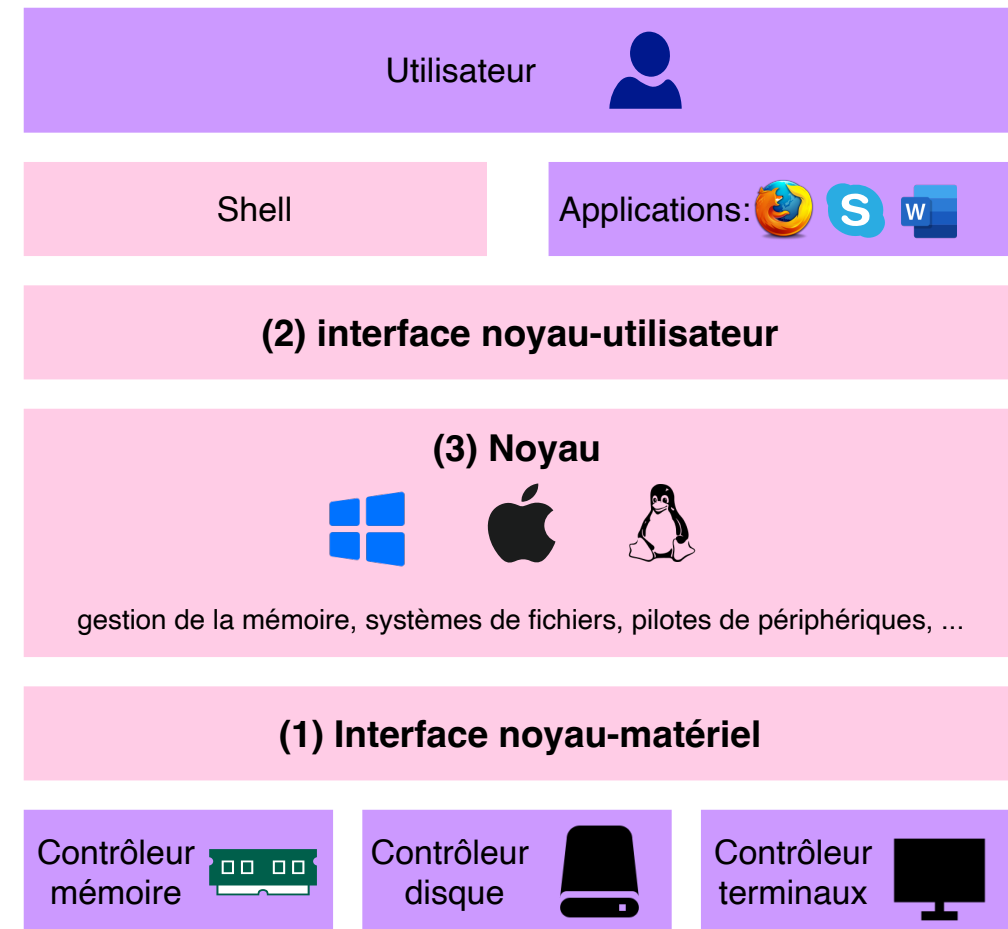 Utilisateur
Shell
Applications:
S
W
(2) interface noyau-utilisateur
(3) Noyau
gestion de la mémoire, systèmes de fichiers, pilotes de périphériques, ...
(1) Interface noyau-matériel
Contrôleur
mémoire
Contrôleur
disque
Contrôleur
terminaux